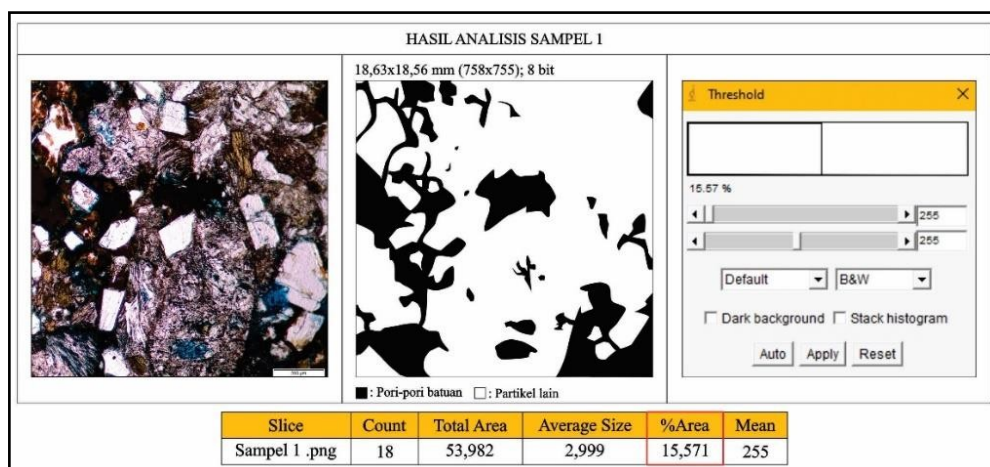 HASIL ANALISIS SAMPEL 1
18,63x18,56 mm (758x755); 8 bit
■: Pori-pori batuan □: Partikel lain
Threshold
15.57 %
255
255
Default B&W
Dark background Stack histogram
Auto Apply Reset
Slice Count Total Area Average Size %Area Mean
Sampel 1 .png 18 53,982 2,999 15,571 255